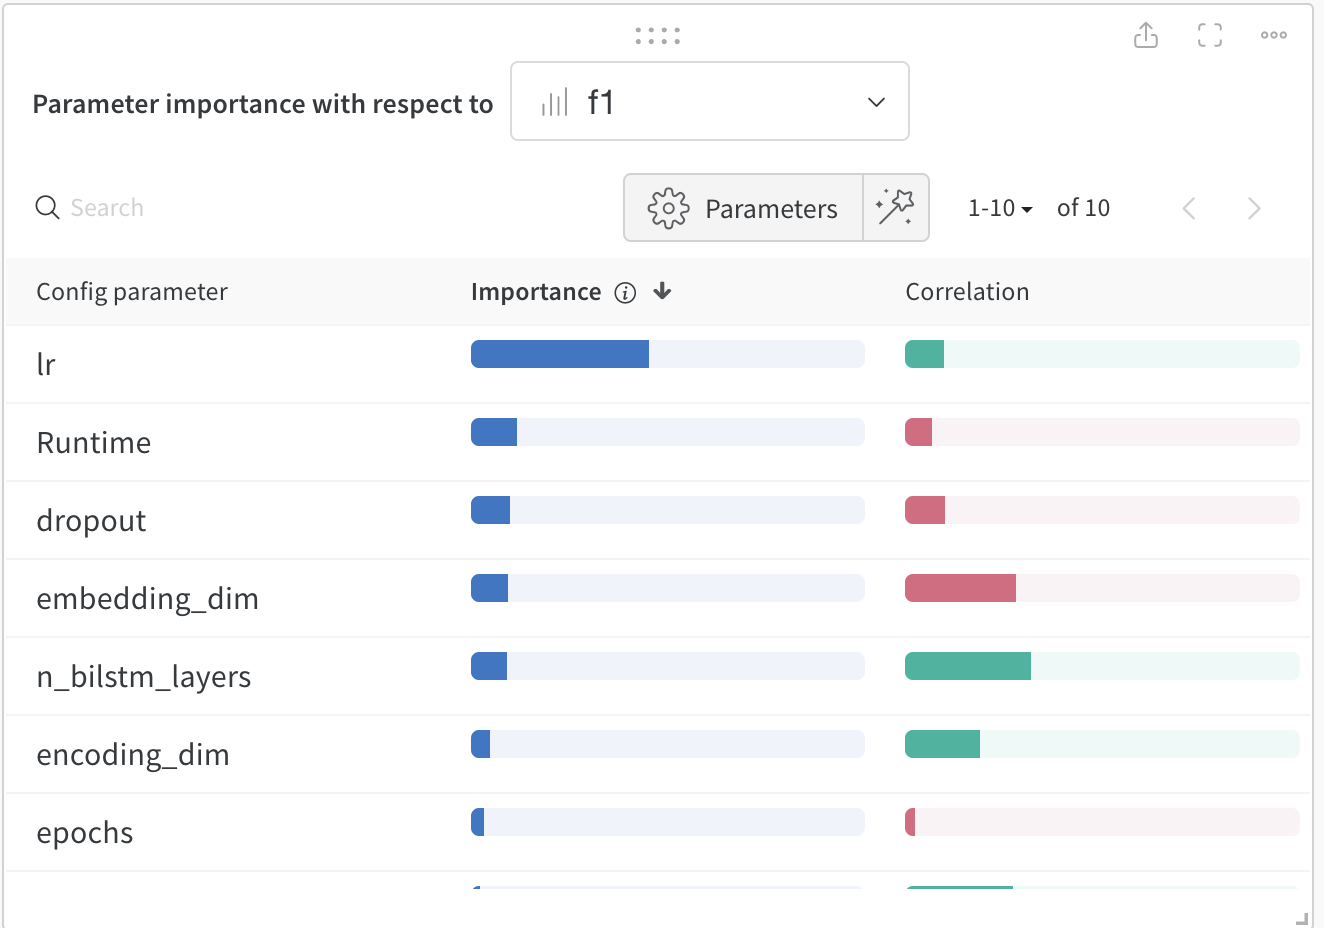 Parameter importance with respect to f1
Search Parameters 1-10 of 10
Config parameter Importance Correlation
lr
Runtime
dropout
embedding_dim
n_bilstm_layers
encoding_dim
epochs